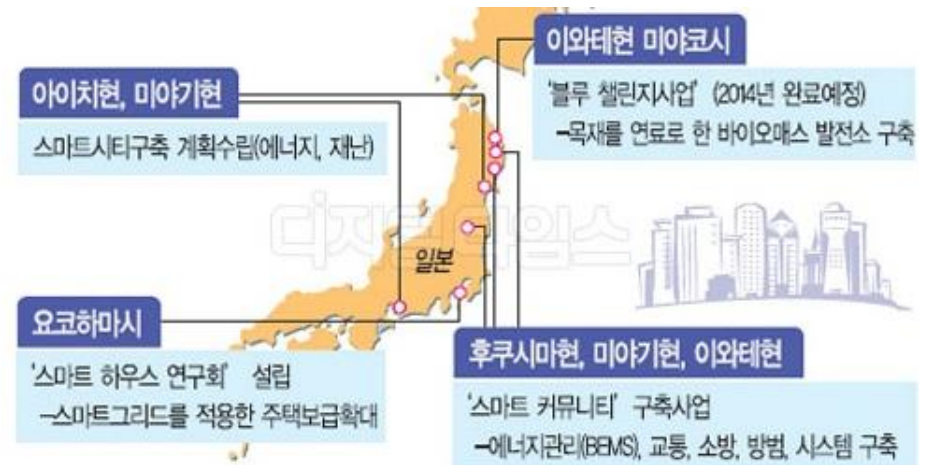 이와테현 미야코시
'블루 챌린지사업' (2014년 완료예정)
-목재를 연료로 한 바이오매스 발전소 구축
아이치현, 미야기현
스마트시티구축 계획수립(에너지, 재난)
디지털타임스
일본
요코하마시
'스마트 하우스 연구회' 설립
-스마트그리드를 적용한 주택보급확대
후쿠시마현, 미야기현, 이와테현
'스마트 커뮤니티' 구축사업
-에너지관리(BEMS), 교통, 소방, 방범, 시스템 구축